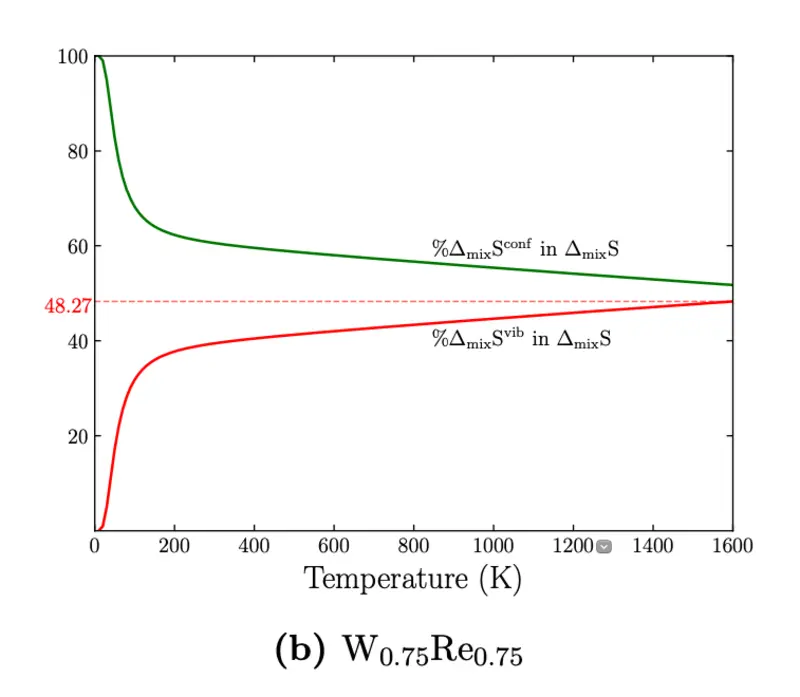 100
80
60
%ΔmixSconf in ΔmixS
48.27
40
%ΔmixSvib in ΔmixS
20
0 200 400 600 800 1000 1200 1400 1600
Temperature (K)
(b) W0.75Re0.75